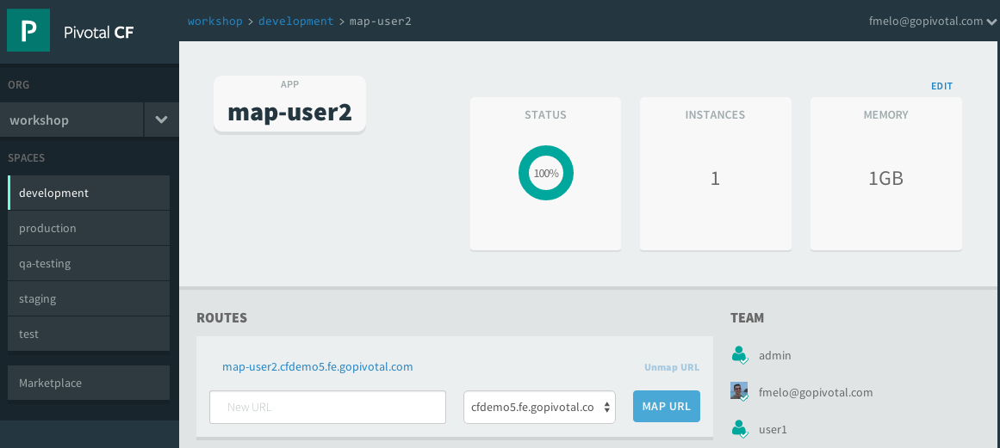 P Pivotal CF
workshop > development > map-user2
fmelo@gopivotal.com
ORG
workshop
SPACES
development
production
qa-testing
staging
test
Marketplace
APP
map-user2
EDIT
STATUS
100%
INSTANCES
1
MEMORY
1GB
ROUTES
map-user2.cfdemo5.fe.gopivotal.com
Unmap URL
New URL
cfdemo5.fe.gopivotal.co
MAP URL
TEAM
admin
fmelo@gopivotal.com
user1